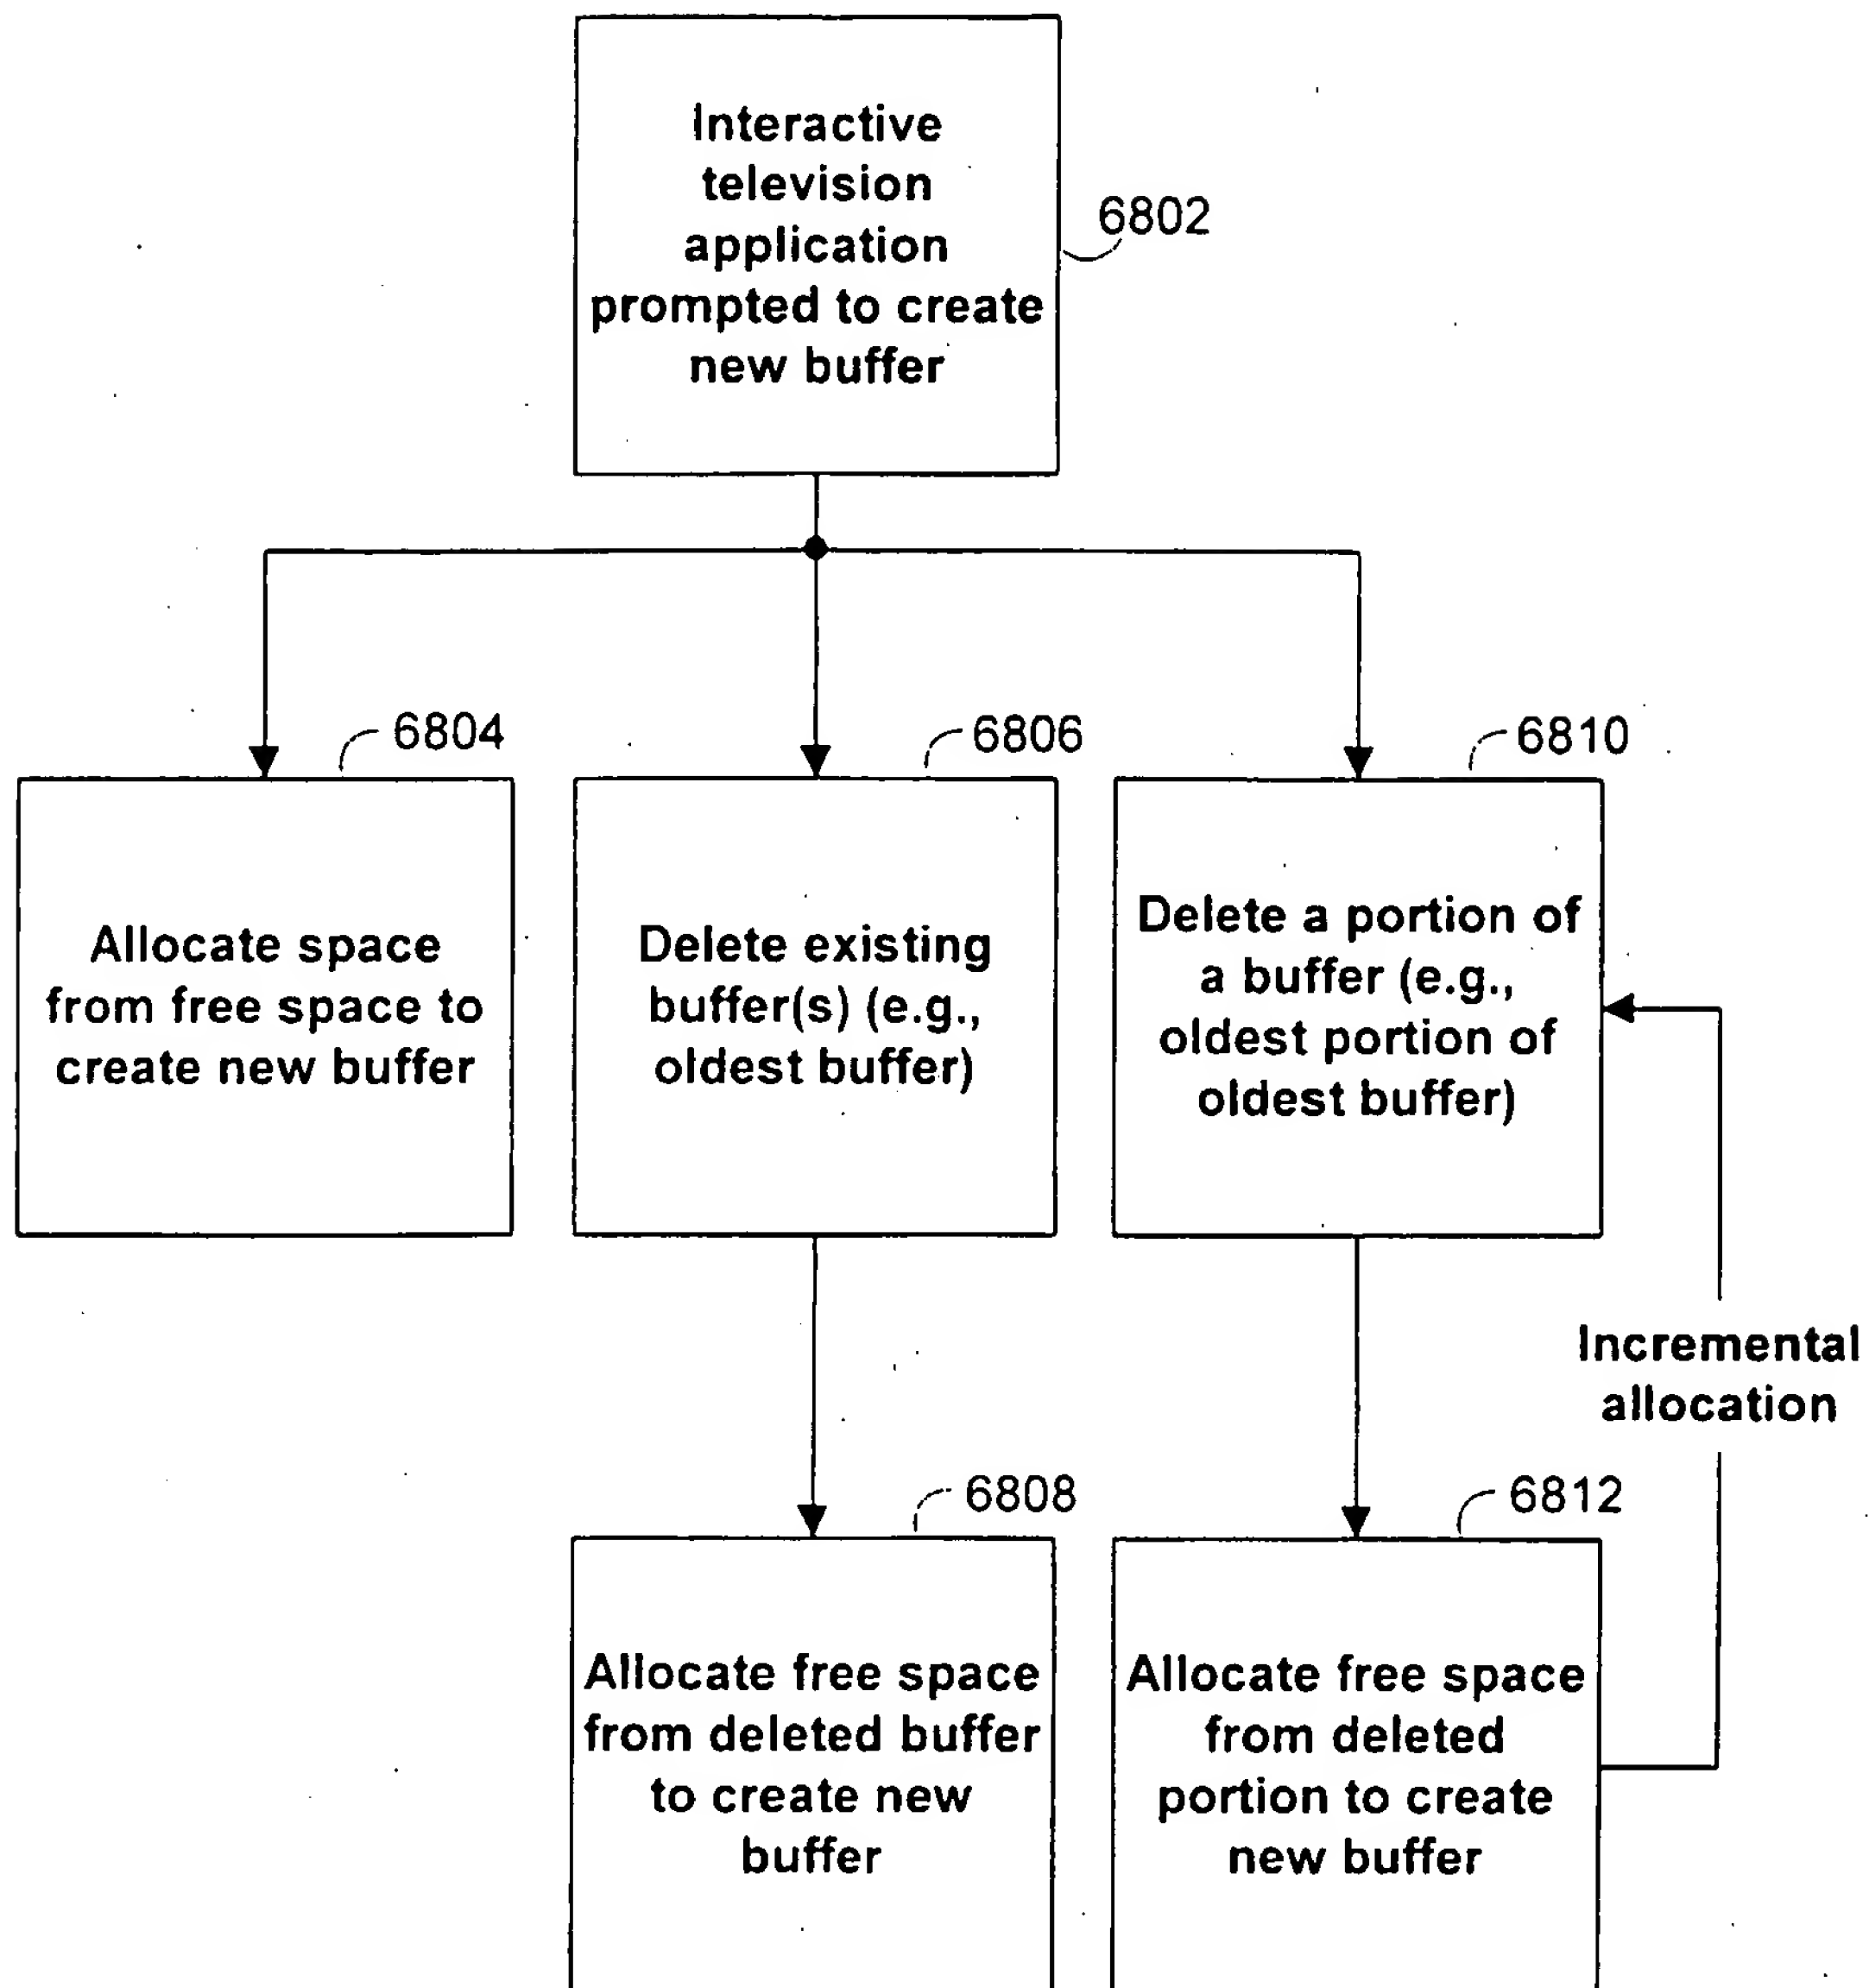 Interactive
television
application
prompted to create
new buffer
6802
6804
6806
6810
Allocate space
from free space to
create new buffer
Delete existing
buffer(s) (e.g.,
oldest buffer)
Delete a portion of
a buffer (e.g.,
oldest portion of
oldest buffer)
Incremental
allocation
6808
6812
Allocate free space
from deleted buffer
to create new
buffer
Allocate free space
from deleted
portion to create
new buffer